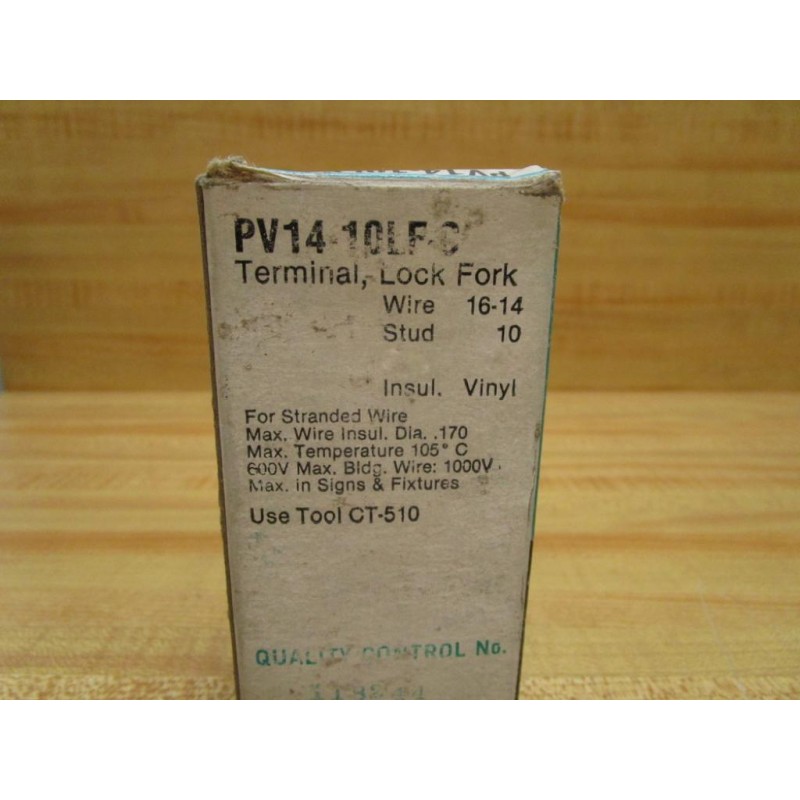 PV14-10LF-C
Terminal, Lock Fork
Wire 16-14
Stud 10
Insul. Vinyl
For Stranded Wire
Max. Wire Insul. Dia. .170
Max. Temperature 105° C
600V Max. Bldg. Wire: 1000V
Max. in Signs & Fixtures
Use Tool CT-510
QUALITY CONTROL No.